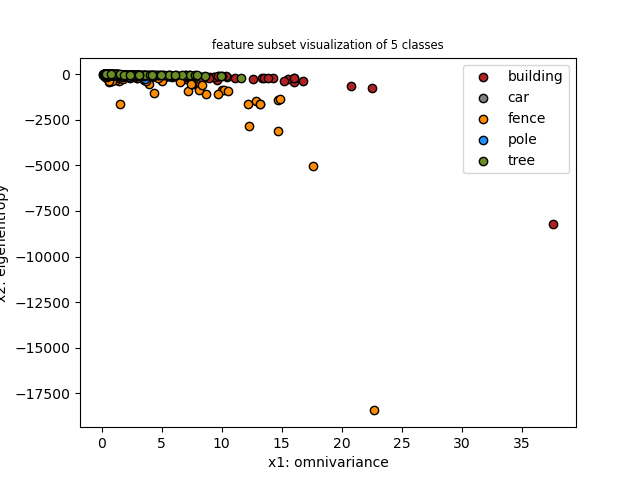 feature subset visualization of 5 classes
building
car
fence
pole
tree
0
−2500
−5000
−7500
−10000
−12500
−15000
−17500
x2: eigenentropy
0 5 10 15 20 25 30 35
x1: omnivariance